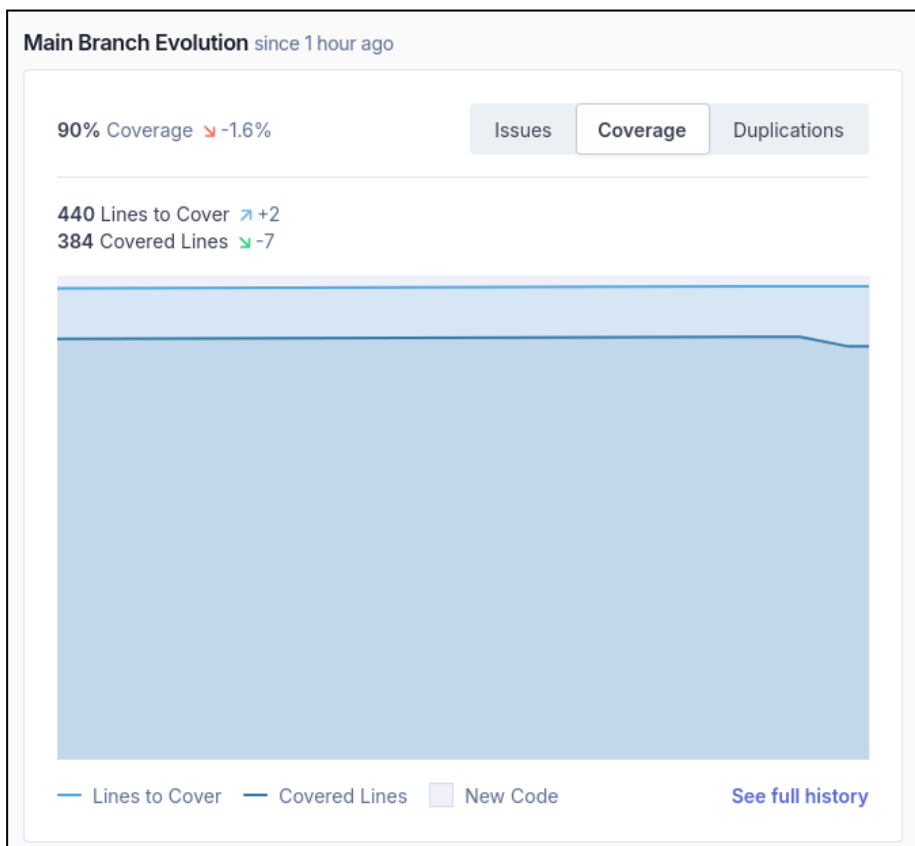 Main Branch Evolution since 1 hour ago
90% Coverage ↘ -1.6%
Issues Coverage Duplications
440 Lines to Cover ↗ +2
384 Covered Lines ↘ -7
Lines to Cover Covered Lines New Code See full history